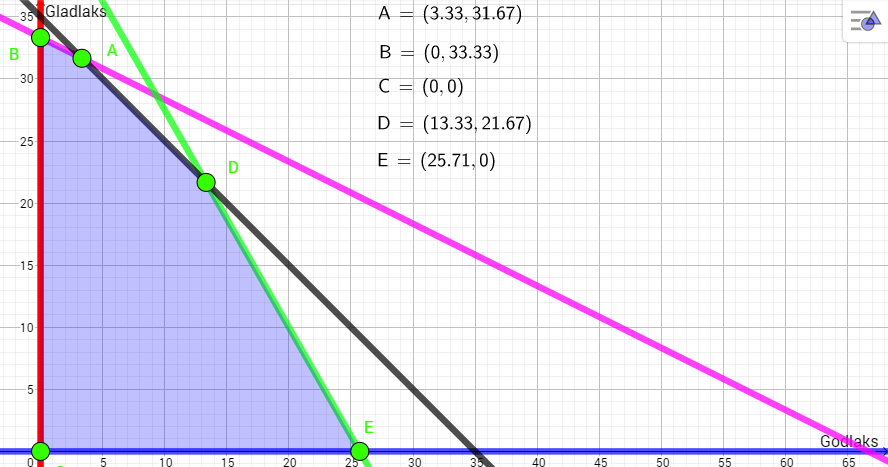 35 Gladlaks
A = (3.33, 31.67)
B A
B = (0, 33.33)
30
C = (0, 0)
25
D = (13.33, 21.67)
D
E = (25.71, 0)
20
15
10
5
E
Godlaks
0 5 10 15 20 25 30 35 40 45 50 55 60 65